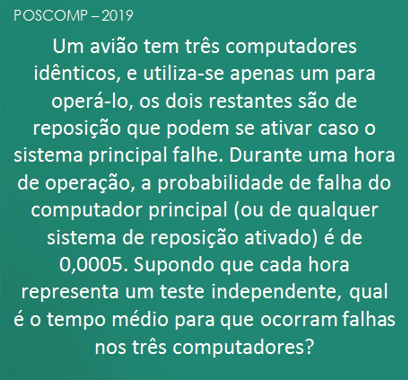 POSCOMP – 2019
Um avião tem três computadores
idênticos, e utiliza-se apenas um para
operá-lo, os dois restantes são de
reposição que podem se ativar caso o
sistema principal falhe. Durante uma hora
de operação, a probabilidade de falha do
computador principal (ou de qualquer
sistema de reposição ativado) é de
0,0005. Supondo que cada hora
representa um teste independente, qual
é o tempo médio para que ocorram falhas
nos três computadores?